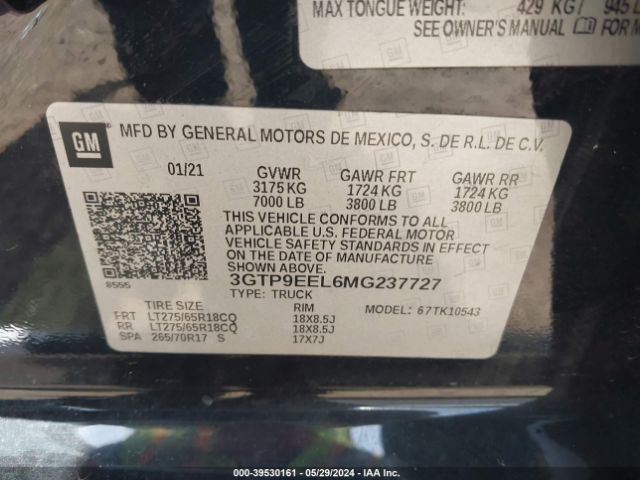 MAX TONGUE WEIGHT: 429 KG / 945
SEE OWNER'S MANUAL FOR
GM MFD BY GENERAL MOTORS DE MEXICO, S. DE R.L. DE C.V.
01/21 GVWR GAWR FRT GAWR RR
3175 KG 1724 KG 1724 KG
7000 LB 3800 LB 3800 LB
THIS VEHICLE CONFORMS TO ALL
APPLICABLE U.S. FEDERAL MOTOR
VEHICLE SAFETY STANDARDS IN EFFECT
ON THE DATE OF MANUFACTURE
SHOWN ABOVE.
8555
3GTP9EEL6MG237727
TYPE: TRUCK
TIRE SIZE RIM MODEL: 67TK10543
FRT LT275/65R18CQ 18X8.5J
RR LT275/65R18CQ 18X8.5J
SPA 265/70R17 S 17X7J
000-39530161 - 05/29/2024 - IAA Inc.